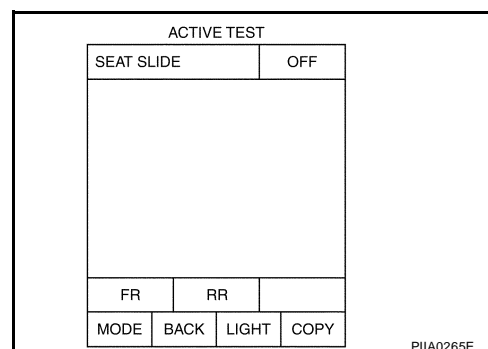 ACTIVE TEST
SEAT SLIDE OFF
FR RR
MODE BACK LIGHT COPY
PIIA0265E